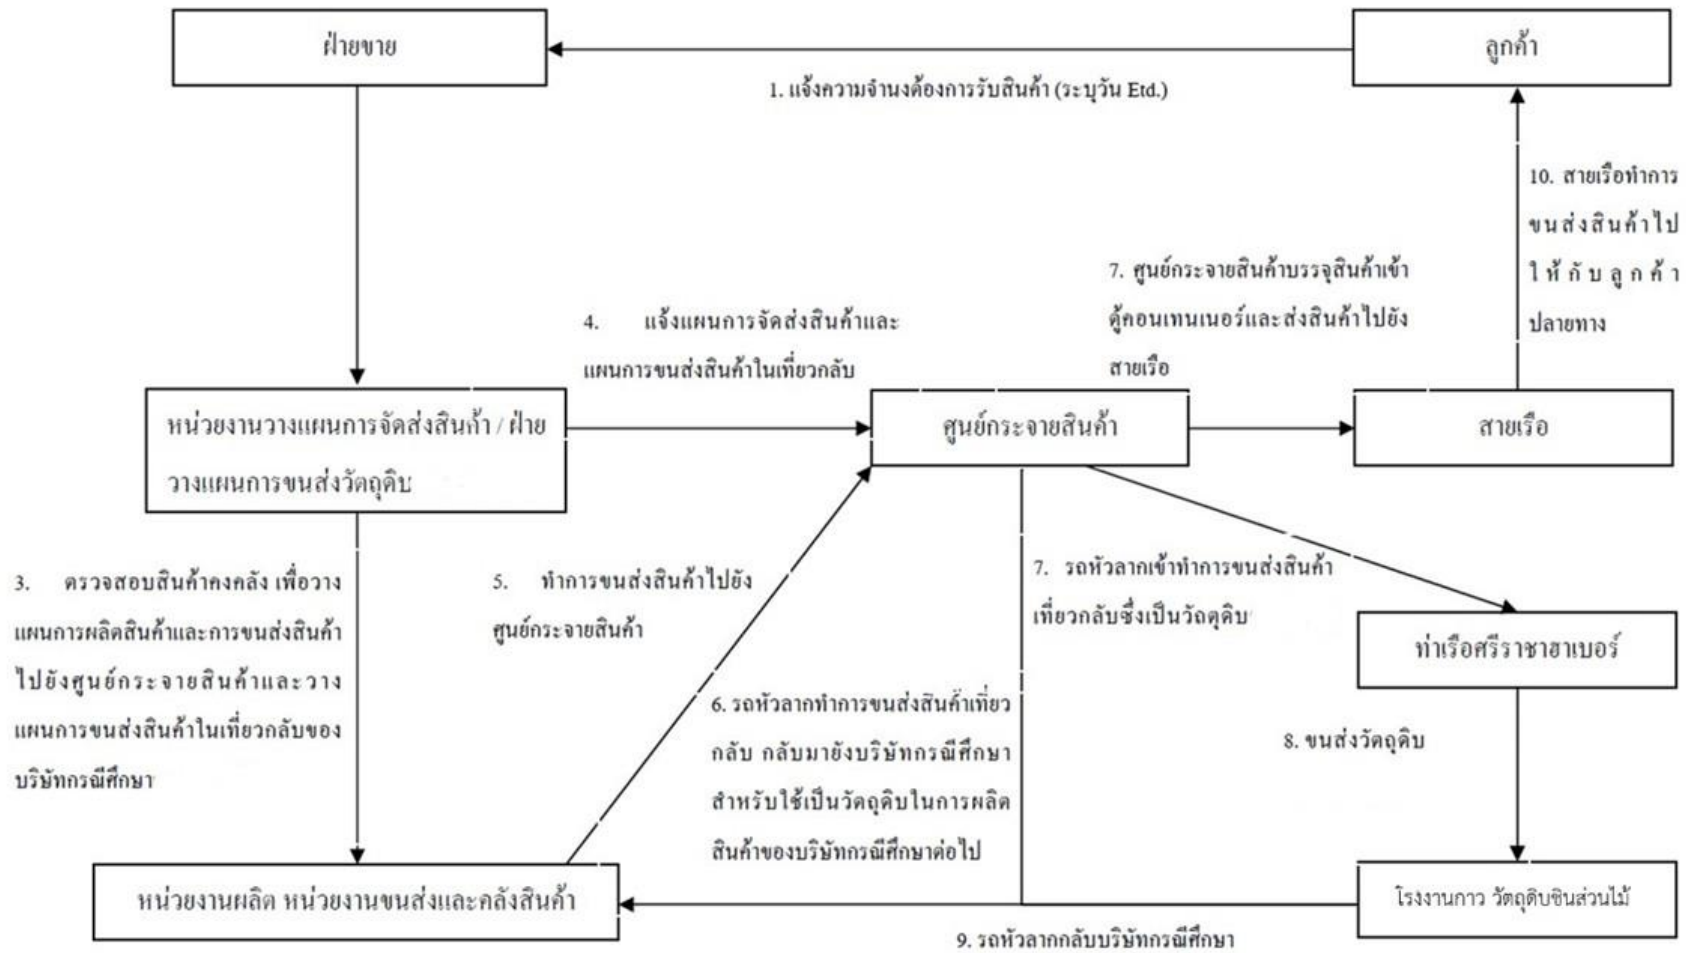 ฝ่ายขาย
ลูกค้า
1. แจ้งความจำนงต้องการรับสินค้า (ระบุวัน Etd.)
10. สายเรือทำการ
ขนส่งสินค้าไป
ให้กับลูกค้า
ปลายทาง
7. ศูนย์กระจายสินค้าบรรจุสินค้าเข้า
ตู้คอนเทนเนอร์และส่งสินค้าไปยัง
สายเรือ
4. แจ้งแผนการจัดส่งสินค้าและ
แผนการขนส่งสินค้าในเที่ยวกลับ
หน่วยงานวางแผนการจัดส่งสินค้า / ฝ่าย
วางแผนการขนส่งวัตถุดิบ
ศูนย์กระจายสินค้า
สายเรือ
3. ตรวจสอบสินค้าคงคลัง เพื่อวาง
แผนการผลิตสินค้าและการขนส่งสินค้า
ไปยังศูนย์กระจายสินค้าและวาง
แผนการขนส่งสินค้าในเที่ยวกลับของ
บริษัทกรณีศึกษา
5. ทำการขนส่งสินค้าไปยัง
ศูนย์กระจายสินค้า
7. รถหัวลากเข้าทำการขนส่งสินค้า
เที่ยวกลับซึ่งเป็นวัถตุดิบ
ท่าเรือศรีราชาฮาเบอร์
6. รถหัวลากทำการขนส่งสินค้าเที่ยว
กลับ กลับมายังบริษัทกรณีศึกษา
สำหรับใช้เป็นวัตถุดิบในการผลิต
สินค้าของบริษัทกรณีศึกษาต่อไป
8. ขนส่งวัตถุดิบ
หน่วยงานผลิต หน่วยงานขนส่งและคลังสินค้า
โรงงานกาว วัตถุดิบชินส่วนไม้
9. รถหัวลากกลับบริษัทกรณีศึกษา